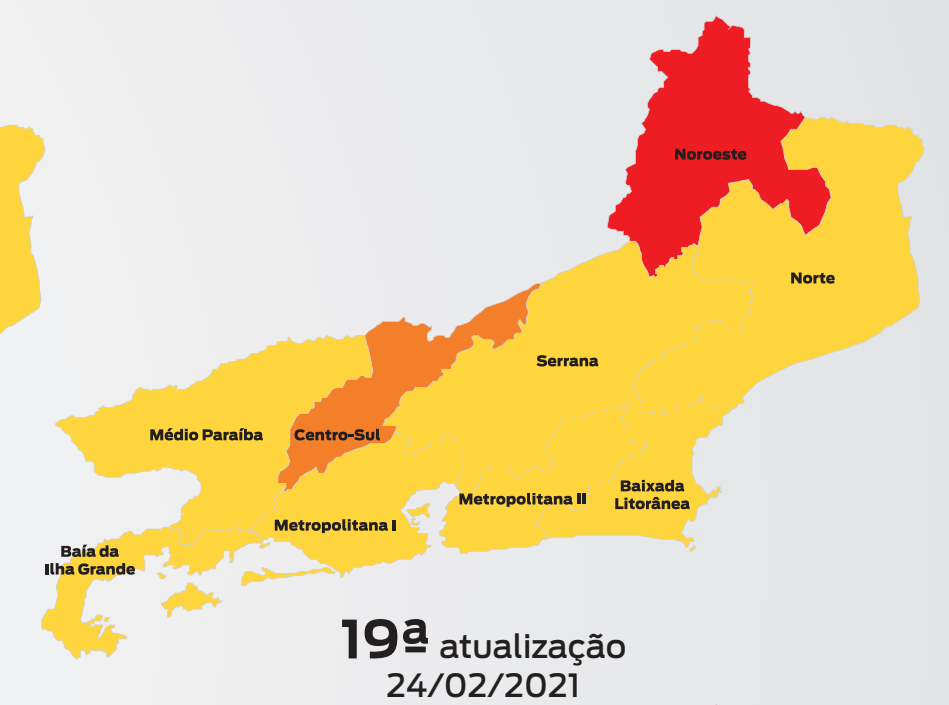 Noroeste
Norte
Serrana
Médio Paraíba
Centro-Sul
Baixada
Litorânea
Metropolitana II
Metropolitana I
Baía da
Ilha Grande
19ª atualização
24/02/2021